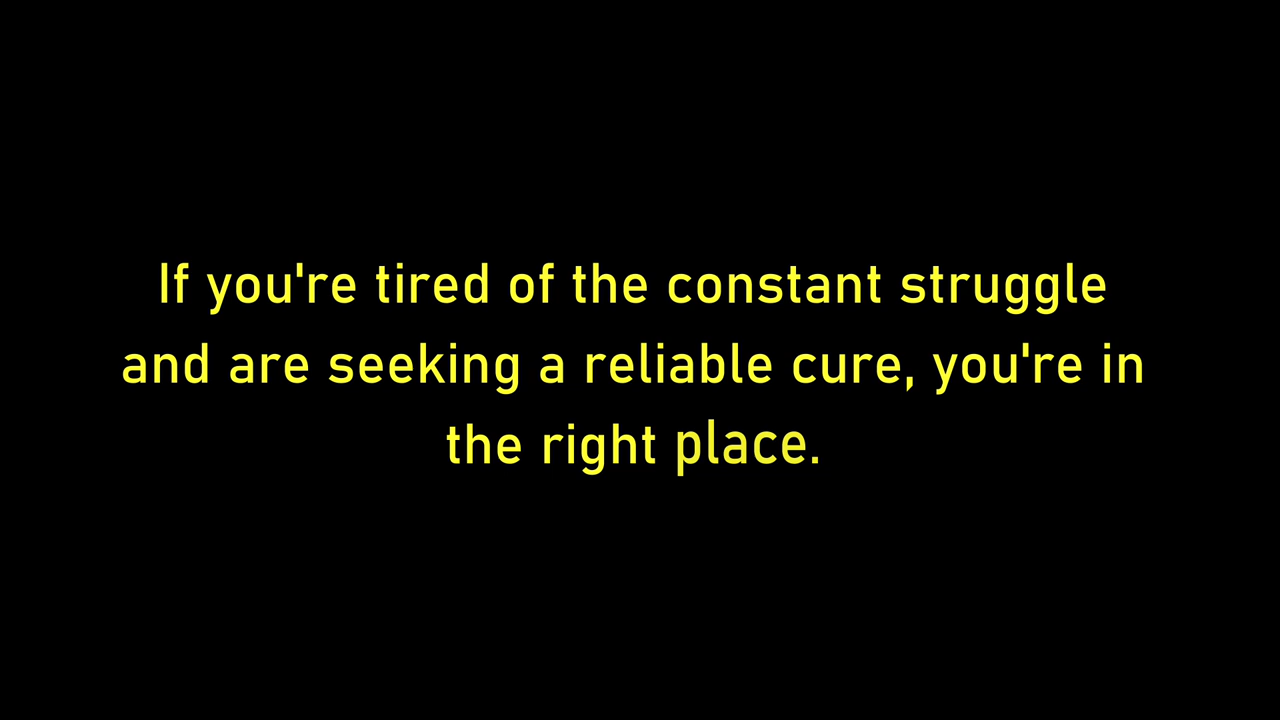 If you're tired of the constant struggle
and are seeking a reliable cure, you're in
the right place.